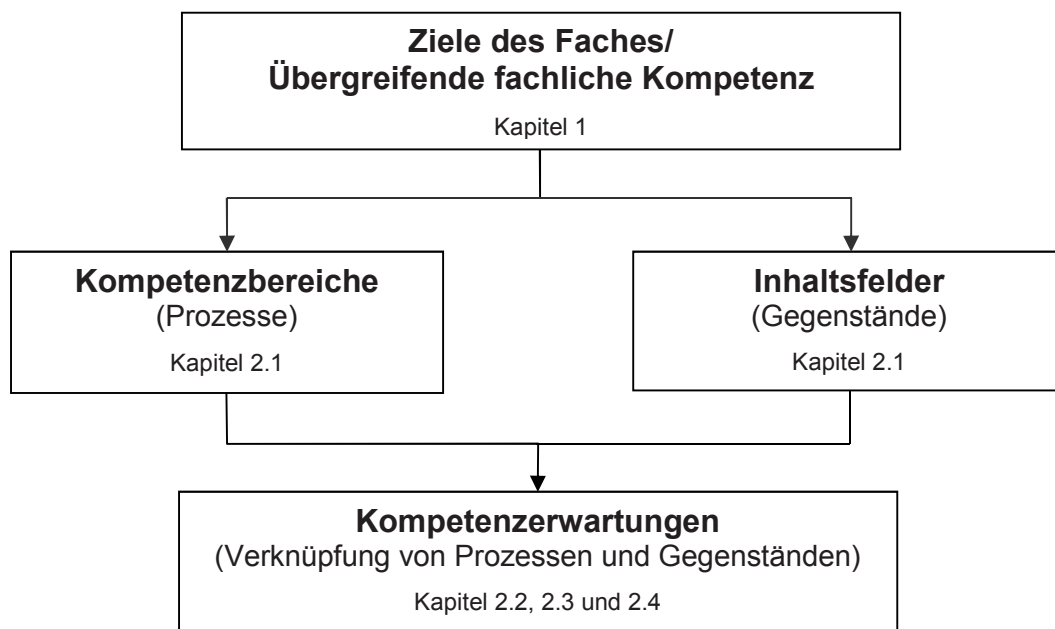 Ziele des Faches/
Übergreifende fachliche Kompetenz
Kapitel 1
Kompetenzbereiche
(Prozesse)
Kapitel 2.1
Inhaltsfelder
(Gegenstände)
Kapitel 2.1
Kompetenzerwartungen
(Verknüpfung von Prozessen und Gegenständen)
Kapitel 2.2, 2.3 und 2.4